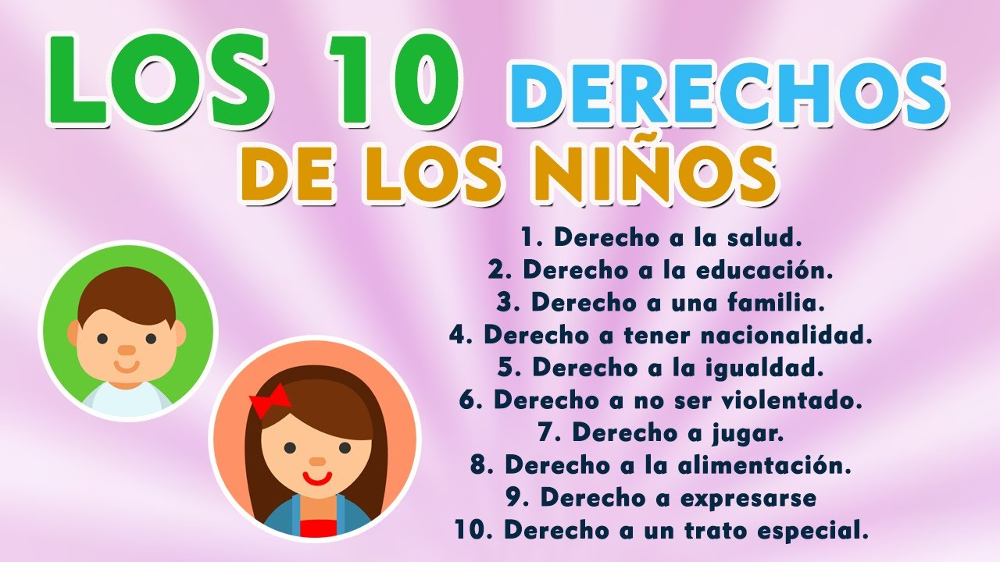 LOS 10 DERECHOS
DE LOS NIÑOS
1. Derecho a la salud.
2. Derecho a la educación.
3. Derecho a una familia.
4. Derecho a tener nacionalidad.
5. Derecho a la igualdad.
6. Derecho a no ser violentado.
7. Derecho a jugar.
8. Derecho a la alimentación.
9. Derecho a expresarse
10. Derecho a un trato especial.